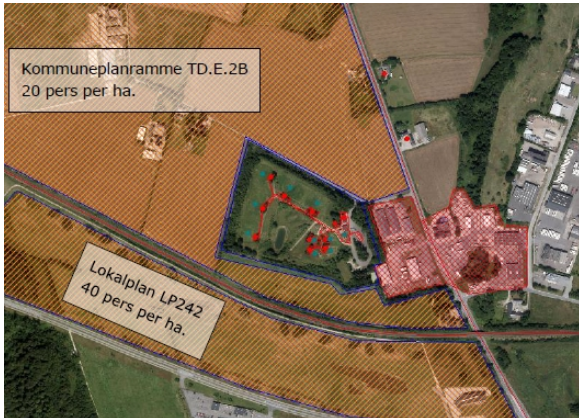 Kommuneplanramme TD.E.2B
20 pers per ha.
Lokalplan LP242
40 pers per ha.